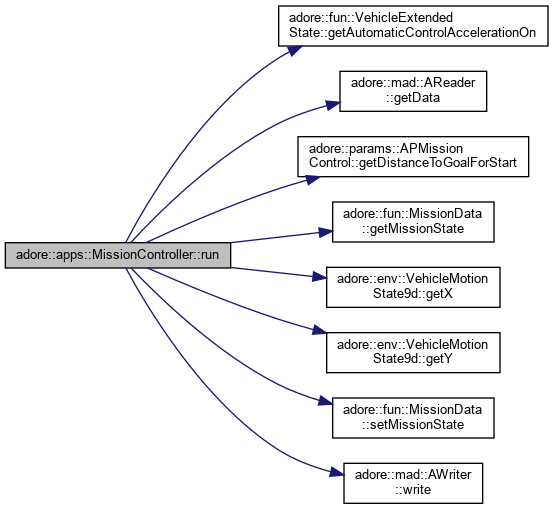 adore::fun::VehicleExtended
State::getAutomaticControlAccelerationOn
adore::mad::AReader
::getData
adore::params::APMission
Control::getDistanceToGoalForStart
adore::fun::MissionData
::getMissionState
adore::apps::MissionController::run
adore::env::VehicleMotion
State9d::getX
adore::env::VehicleMotion
State9d::getY
adore::fun::MissionData
::setMissionState
adore::mad::AWriter
::write